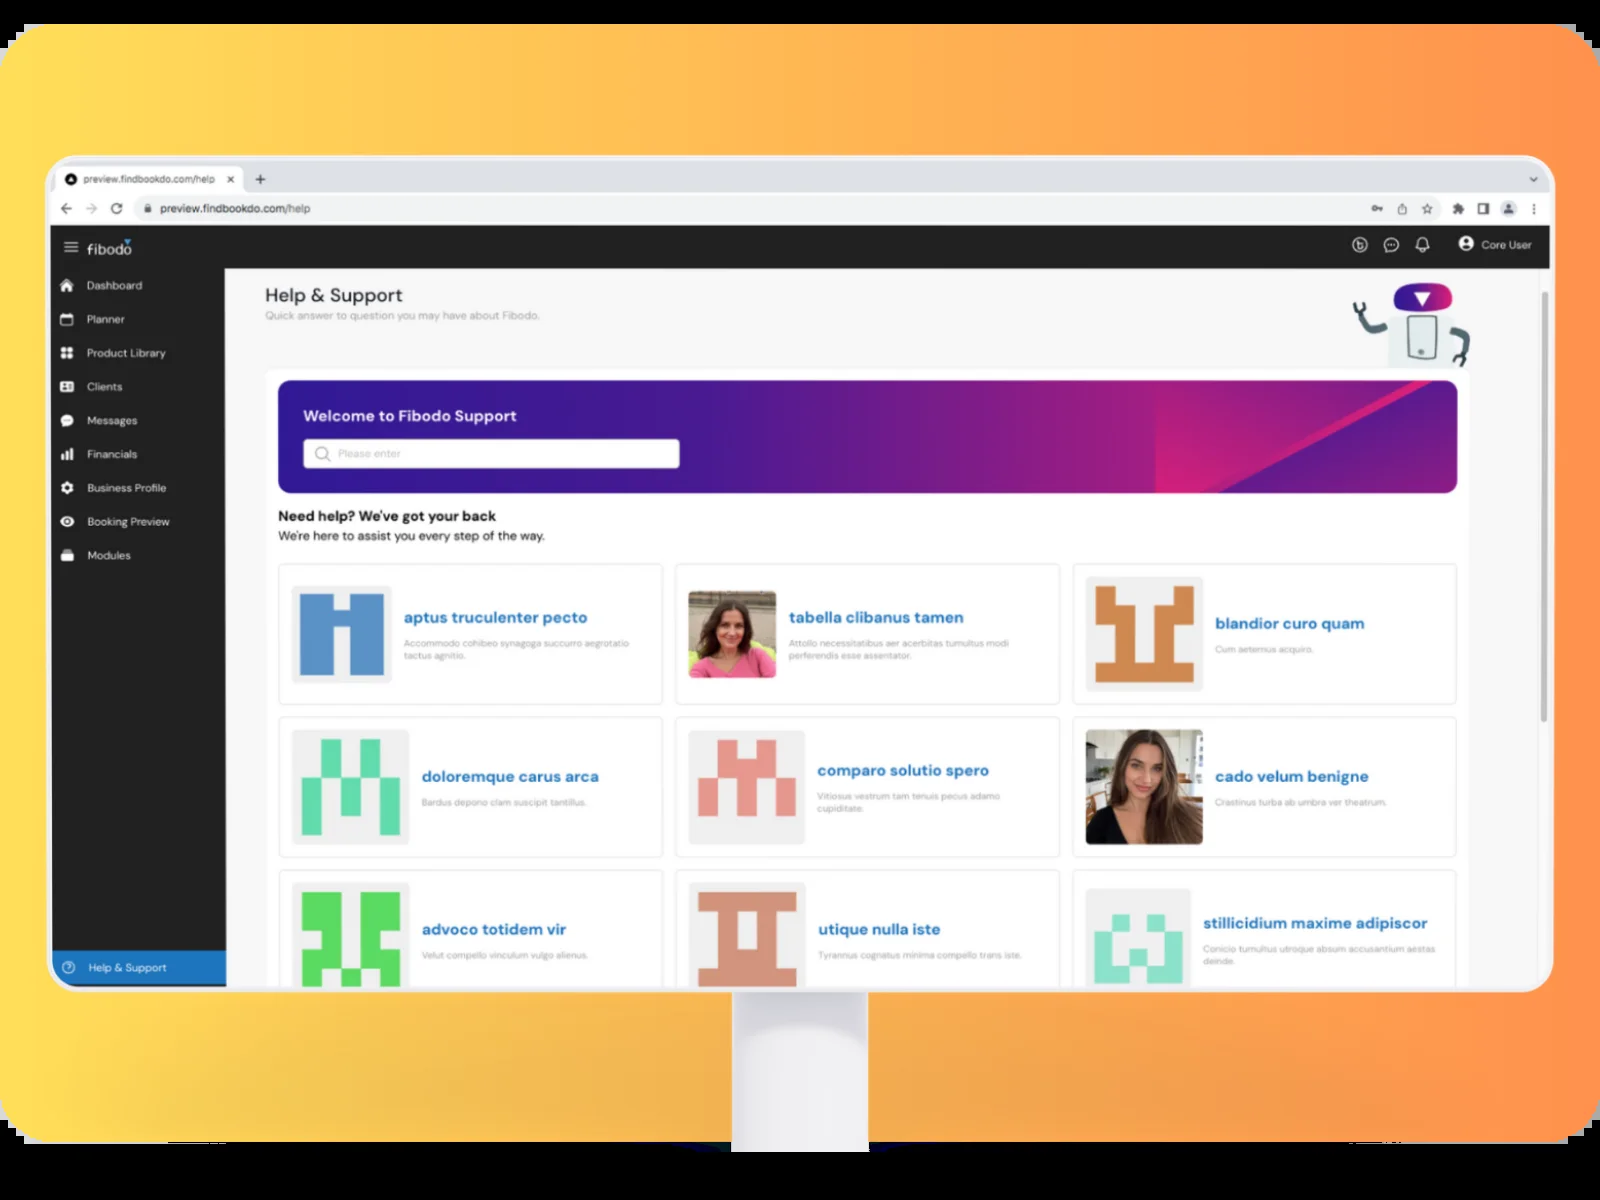 preview.findbookdo.com/help
preview.findbookdo.com/help
fibodo
Core User
Dashboard
Planner
Product Library
Clients
Messages
Financials
Business Profile
Booking Preview
Modules
Help & Support
Help & Support
Quick answer to question you may have about Fibodo.
Welcome to Fibodo Support
Please enter
Need help? We've got your back
We're here to assist you every step of the way.
aptus truculenter pecto
Accommodo cohibeo synagoga succurro aegrotatio
tactus agnitio.
tabella clibanus tamen
Attollo necessitatibus aer acerbitas tumultus modi
perferendis esse assentator.
blandior curo quam
Cum aeternus acquiro.
doloremque carus arca
Bardus depono clam suscipit tantillus.
comparo solutio spero
Vitiosus vestrum tam tenuis pecus adamo
cupiditate.
cado velum benigne
Crastinus turba ab umbra ver theatrum.
advoco totidem vir
Velut compello vinculum vulgo alienus.
utique nulla iste
Tyrannus cognatus minima compello trans iste.
stillicidium maxime adipiscor
Conicio tumultus utroque absum accusantium aestas
deinde.